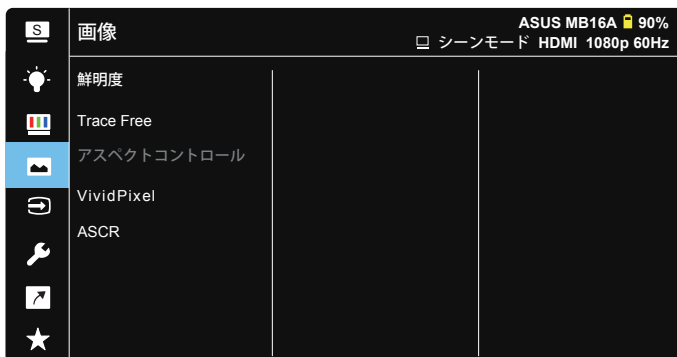 S
画像
ASUS MB16A 90%
シーンモード HDMI 1080p 60Hz
鮮明度
Trace Free
アスペクトコントロール
VividPixel
ASCR